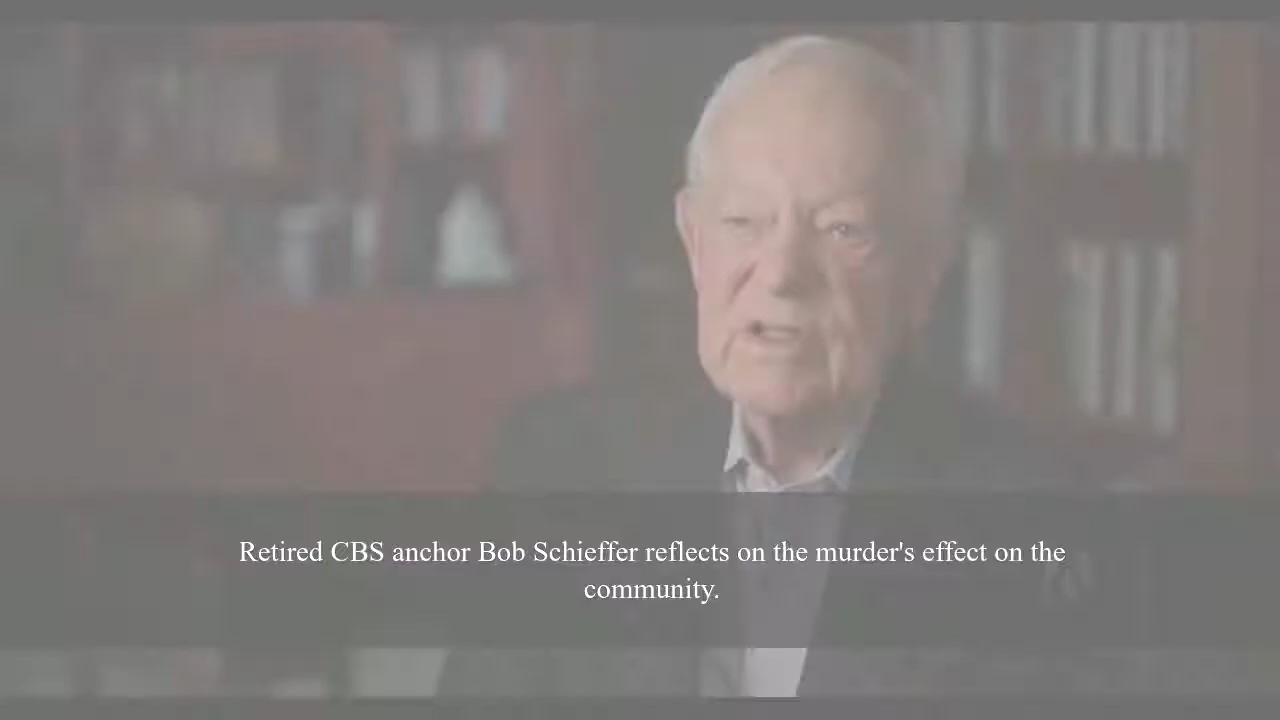 Retired CBS anchor Bob Schieffer reflects on the murder's effect on the
community.